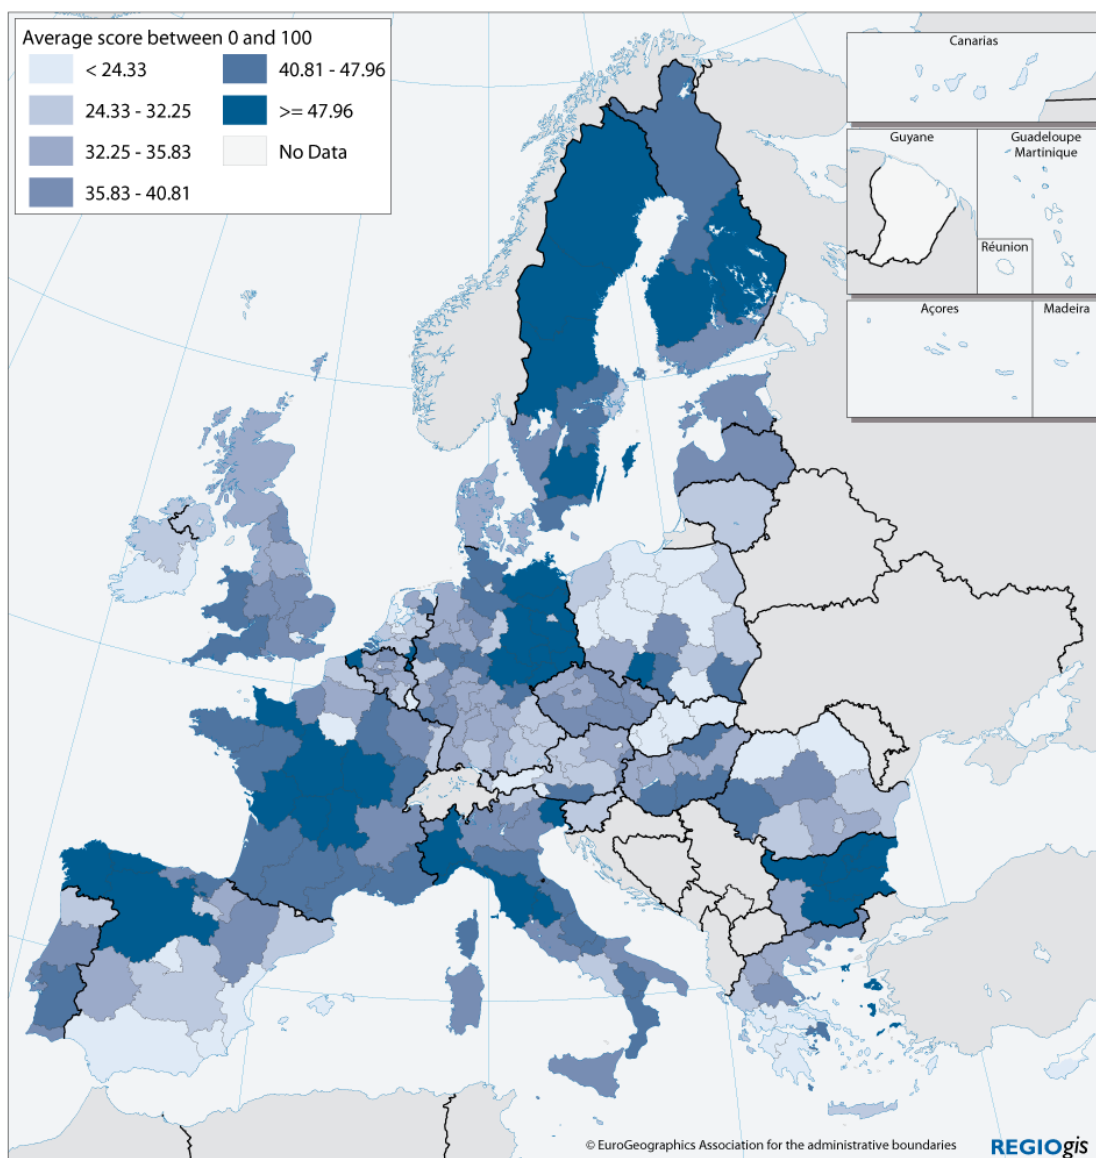 Average score between 0 and 100
< 24.33
24.33 - 32.25
32.25 - 35.83
35.83 - 40.81
40.81 - 47.96
>= 47.96
No Data
Canarias
Guyane
Guadeloupe
Martinique
Réunion
Açores
Madeira
© EuroGeographics Association for the administrative boundaries
REGIOgis